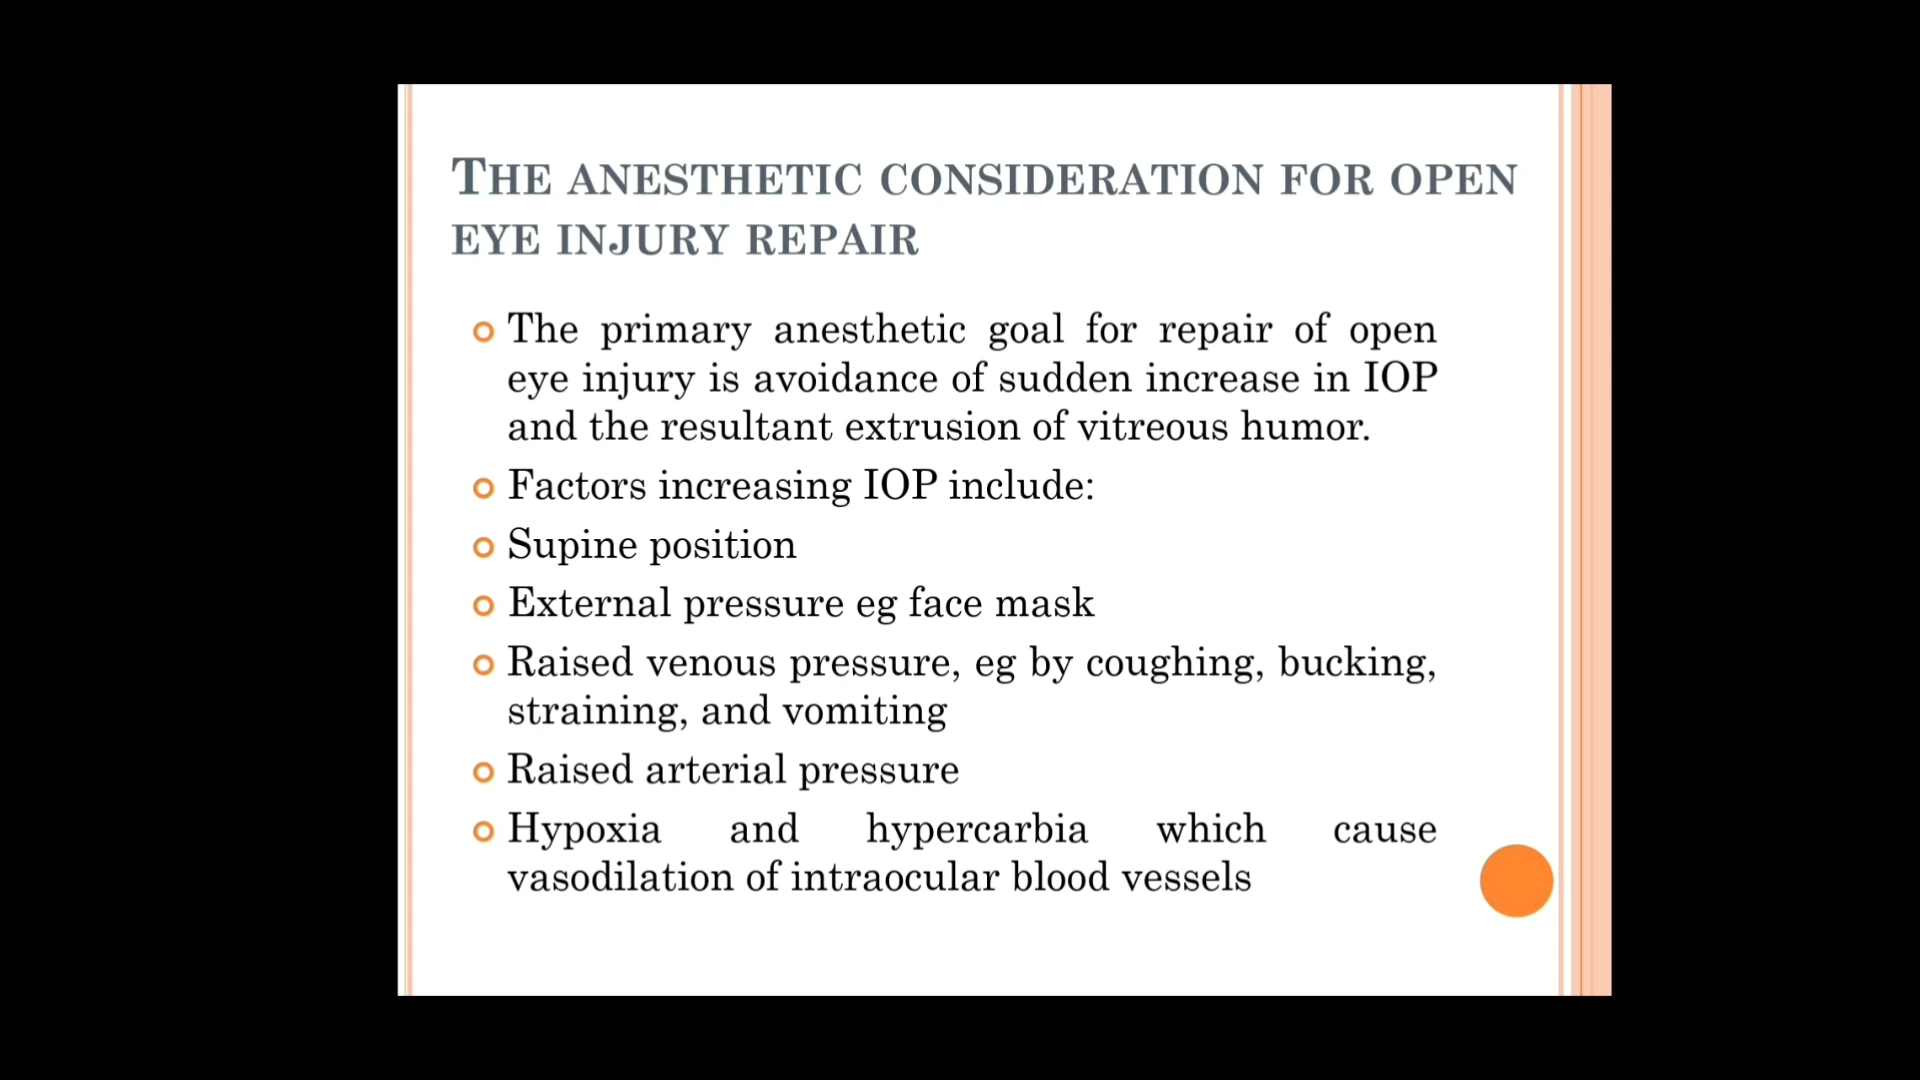 THE ANESTHETIC CONSIDERATION FOR OPEN
EYE INJURY REPAIR
The primary anesthetic goal for repair of open
eye injury is avoidance of sudden increase in IOP
and the resultant extrusion of vitreous humor.
Factors increasing IOP include:
Supine position
External pressure eg face mask
Raised venous pressure, eg by coughing, bucking,
straining, and vomiting
Raised arterial pressure
Hypoxia and hypercarbia which cause
vasodilation of intraocular blood vessels